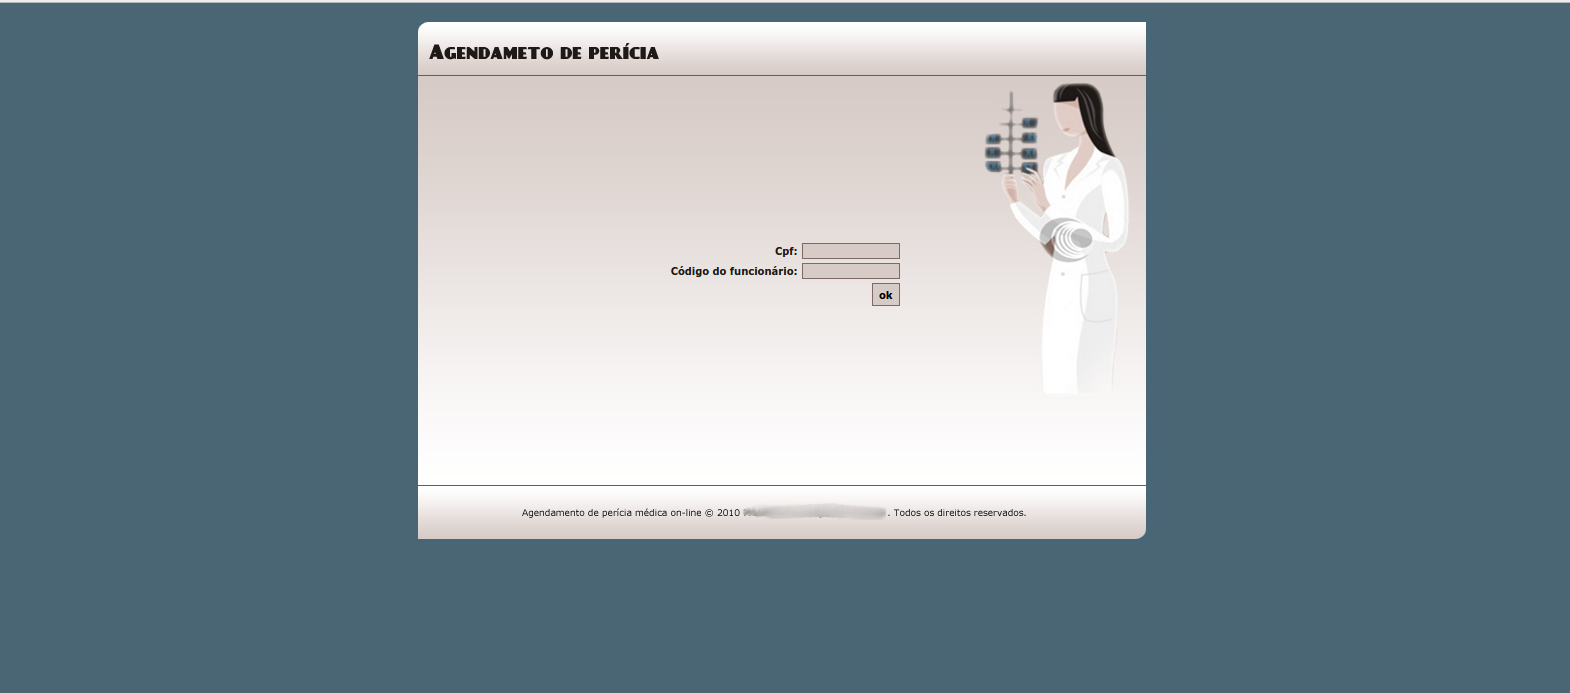 Agendameto de perícia
Cpf:
Código do funcionário:
ok
Agendamento de perícia médica on-line © 2010 . Todos os direitos reservados.